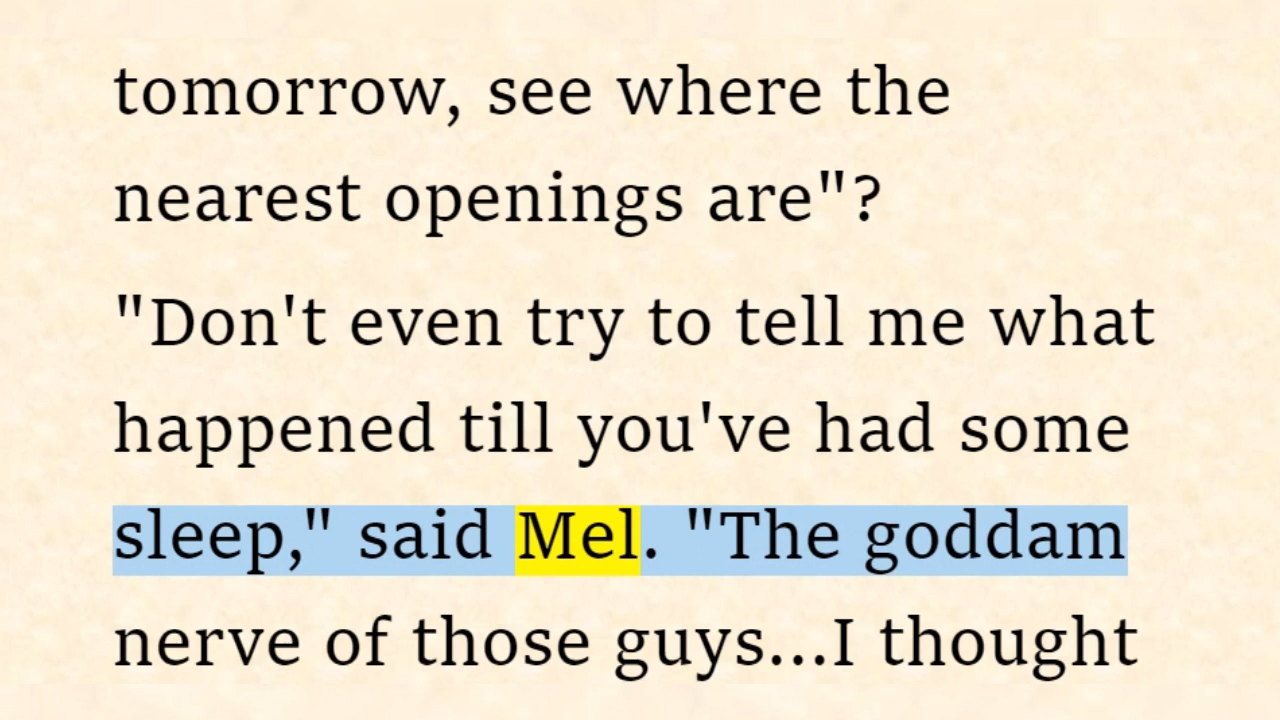 tomorrow, see where the
nearest openings are"?
"Don't even try to tell me what
happened till you've had some
sleep," said Mel. "The goddam
nerve of those guys...I thought